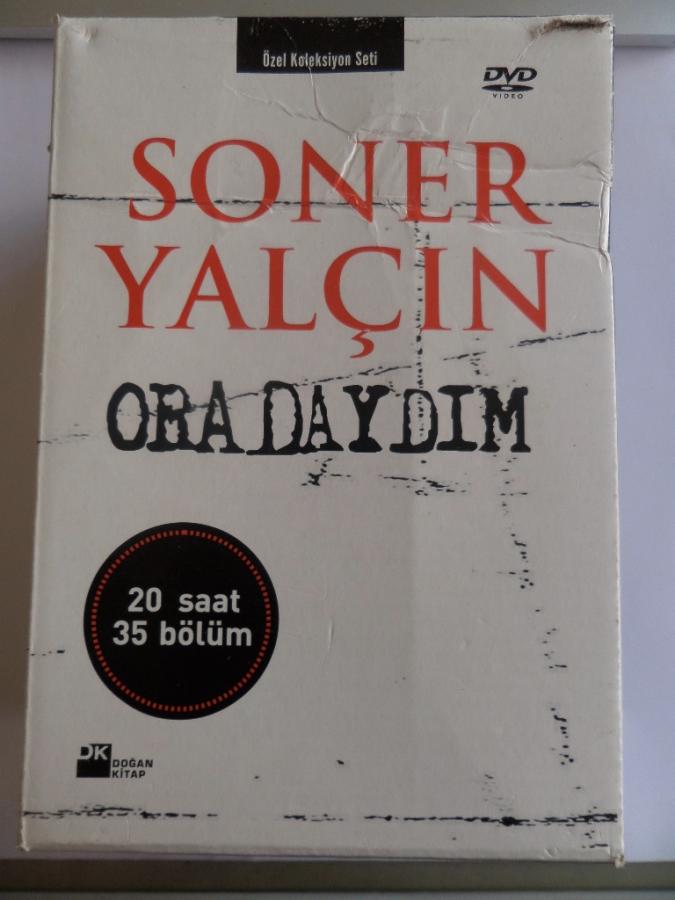 Özel Koleksiyon Seti
DVD
VIDEO
SONER
YALÇIN
ORADAYDIM
20 saat
35 bölüm
DK
DOĞAN
KİTAP